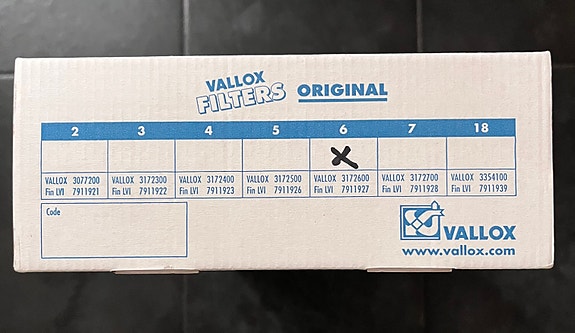 VALLOX
FILTERS ORIGINAL
2 3 4 5 6 7 18
X
VALLOX 3077200 VALLOX 3172300 VALLOX 3172400 VALLOX 3172500 VALLOX 3172600 VALLOX 3172700 VALLOX 3354100
Fin LVI 7911921 Fin LVI 7911922 Fin LVI 7911923 Fin LVI 7911926 Fin LVI 7911927 Fin LVI 7911928 Fin LVI 7911939
Code
VALLOX
www.vallox.com